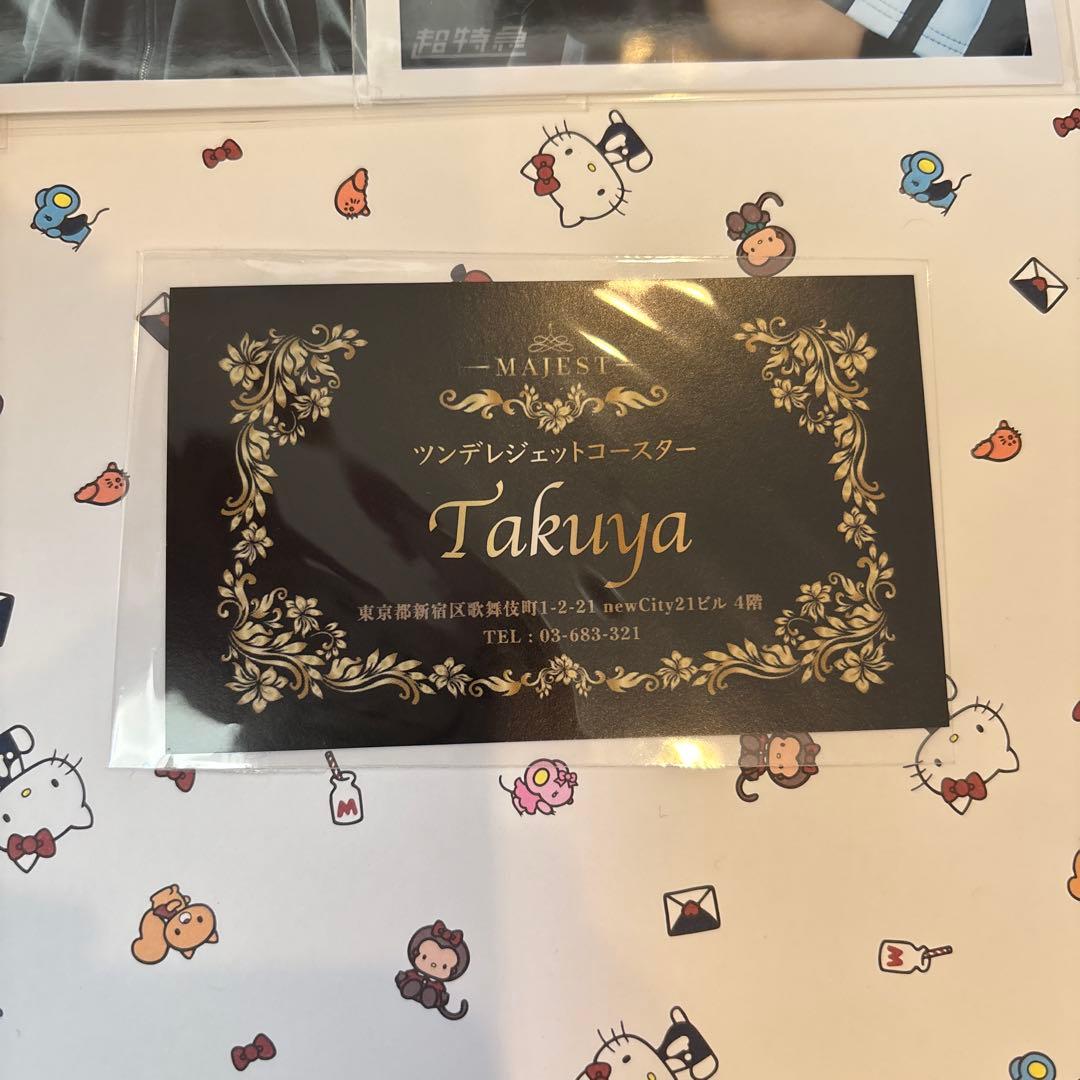 超特急
MAJEST
ツンデレジェットコースター
Takuya
東京都新宿区歌舞伎町1-2-21 newCity21ビル 4階
TEL : 03-683-321
M
M